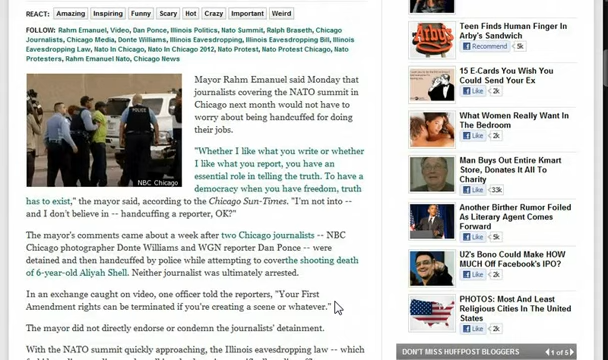 REACT: Amazing Inspiring Funny Scary Hot Crazy Important Weird
FOLLOW: Rahm Emanuel, Video, Dan Ponce, Illinois Politics, Nato Summit, Ralph Braseth, Chicago
Journalists, Chicago Media, Donte Williams, Illinois Eavesdropping, Illinois Eavesdropping Bill, Illinois
Eavesdropping Law, Nato In Chicago, Nato In Chicago 2012, Nato Protest, Nato Protest Chicago, Nato
Protesters, Rahm Emanuel Nato, Chicago News
NBC Chicago
Mayor Rahm Emanuel said Monday that
journalists covering the NATO summit in
Chicago next month would not have to
worry about being handcuffed for doing
their jobs.
"Whether I like what you write or whether
I like what you report, you have an
essential role in telling the truth. To have a
democracy when you have freedom, truth
has to exist," the mayor said, according to the Chicago Sun-Times. "I'm not into --
and I don't believe in -- handcuffing a reporter, OK?"
The mayor's comments came about a week after two Chicago journalists -- NBC
Chicago photographer Donte Williams and WGN reporter Dan Ponce -- were
detained and then handcuffed by police while attempting to cover the shooting death
of 6-year-old Aliyah Shell. Neither journalist was ultimately arrested.
In an exchange caught on video, one officer told the reporters, "Your First
Amendment rights can be terminated if you're creating a scene or whatever."
The mayor did not directly endorse or condemn the journalists' detainment.
With the NATO summit quickly approaching, the Illinois eavesdropping law -- which
Arby's
Teen Finds Human Finger In
Arby's Sandwich
Recommend 5k
15 E-Cards You Wish You
Could Send Your Ex
Like 2k
What Women Really Want In
The Bedroom
Like 2k
Man Buys Out Entire Kmart
Store, Donates It All To
Charity
Like 33k
Another Birther Rumor Foiled
As Literary Agent Comes
Forward
Like 5k
U2's Bono Could Make HOW
MUCH Off Facebook's IPO?
Like 2k
PHOTOS: Most And Least
Religious Cities In The United
States
Like 2k
DON'T MISS HUFFPOST BLOGGERS 1 of 5